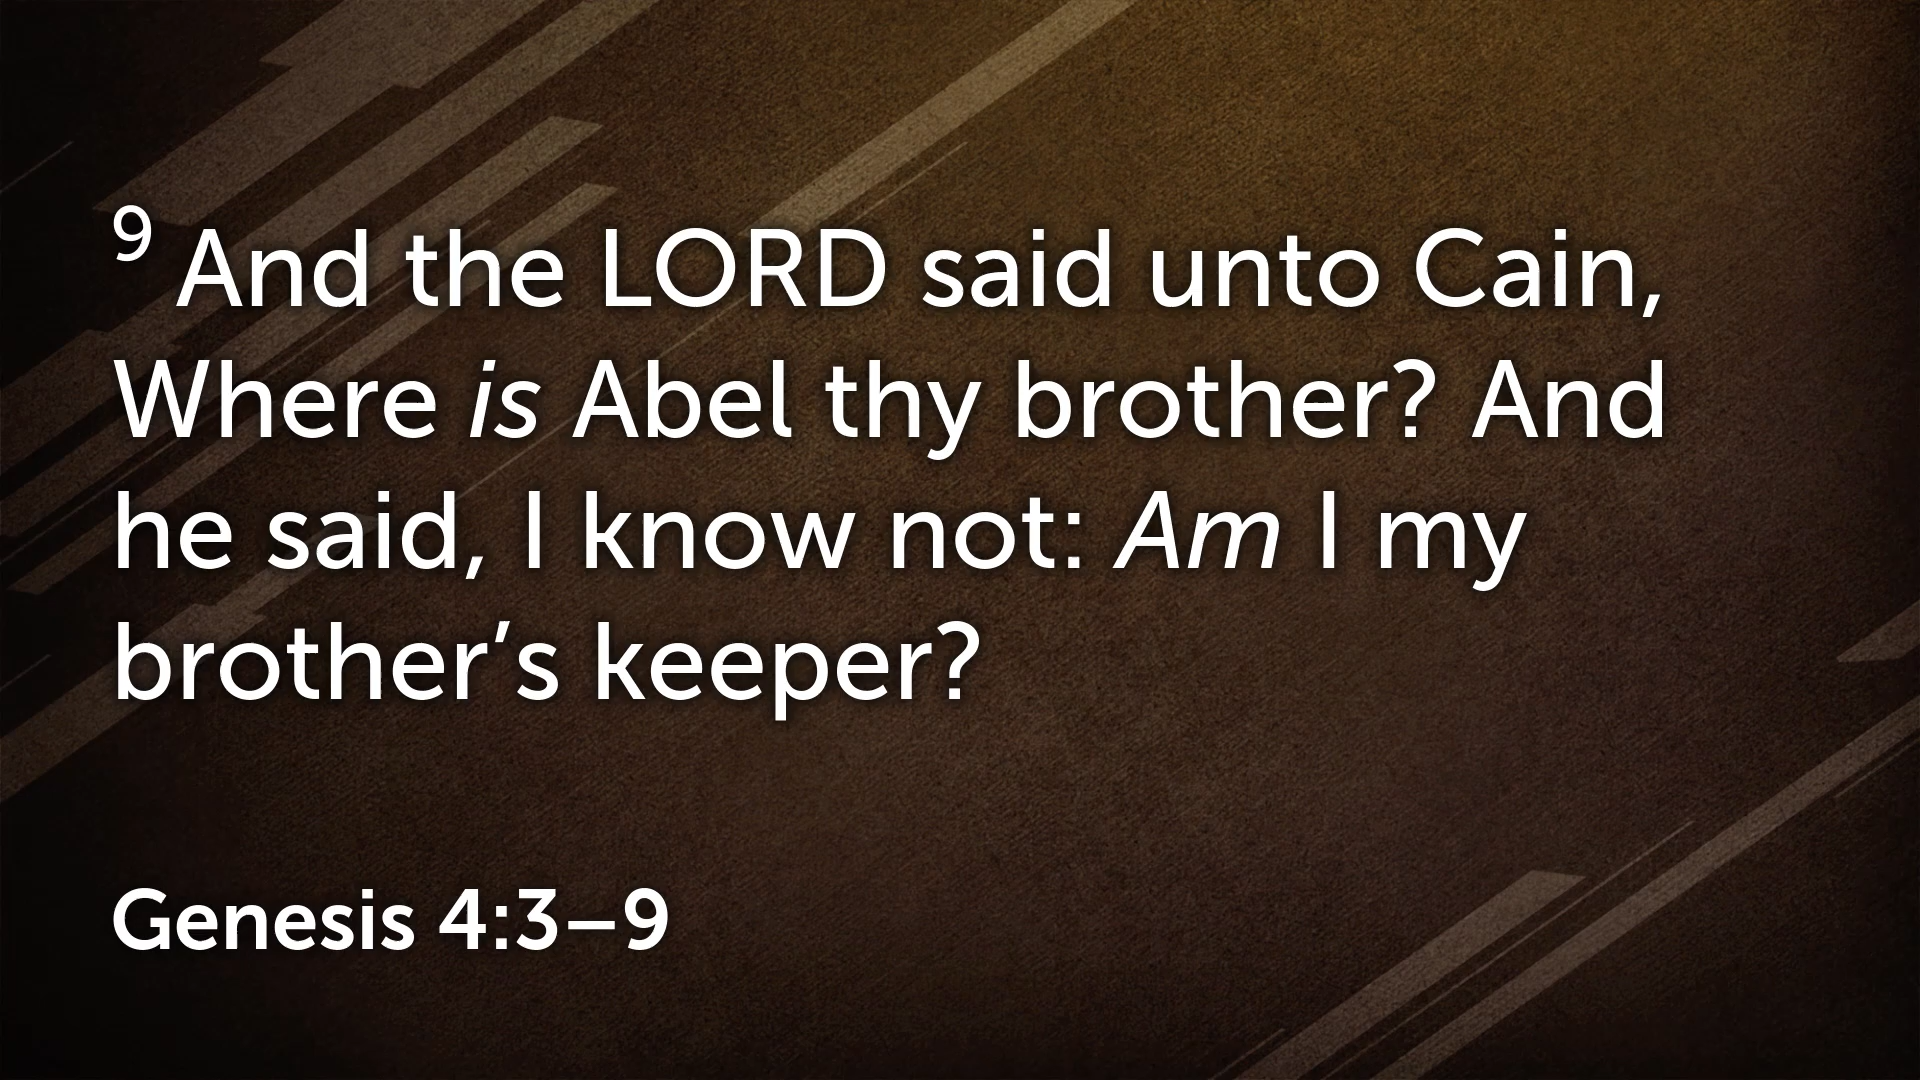 9 And the LORD said unto Cain,
Where is Abel thy brother? And
he said, I know not: Am I my
brother’s keeper?
Genesis 4:3–9